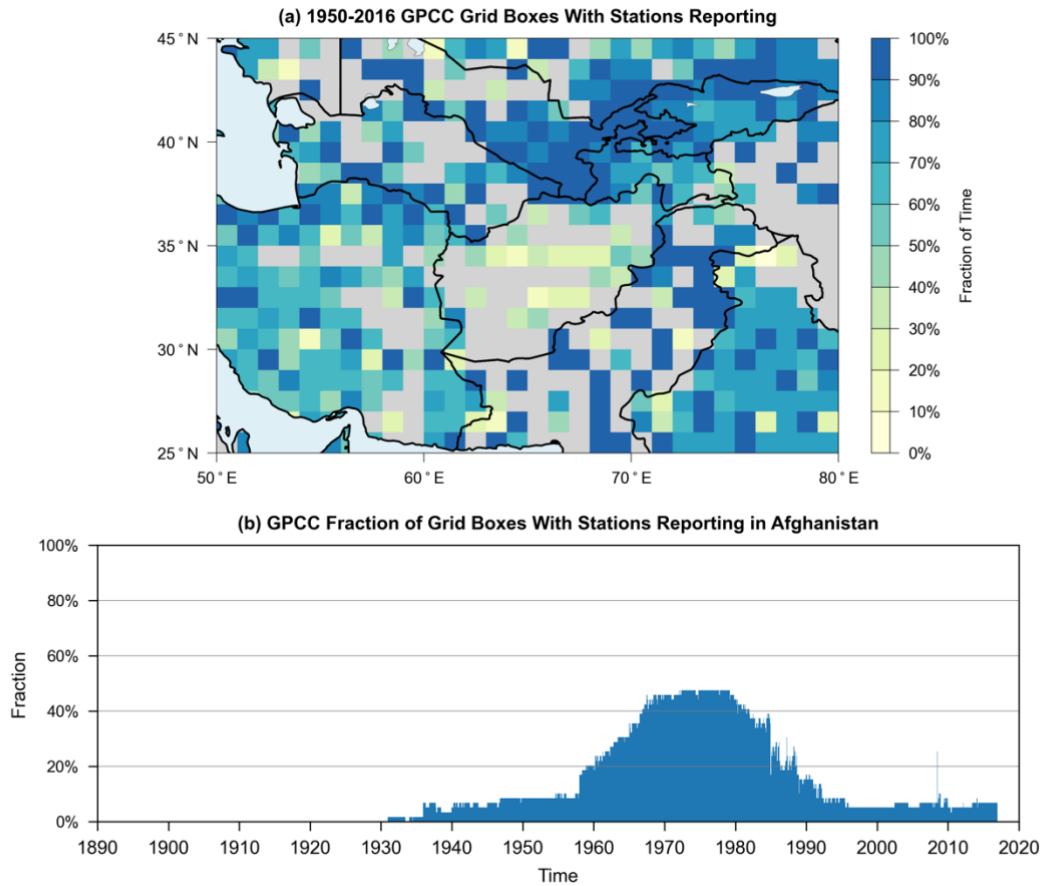 (a) 1950-2016 GPCC Grid Boxes With Stations Reporting
45°N
40°N
35°N
30°N
25°N
50°E 60°E 70°E 80°E
100%
90%
80%
70%
60%
50%
40%
30%
20%
10%
0%
Fraction of Time
(b) GPCC Fraction of Grid Boxes With Stations Reporting in Afghanistan
100%
80%
60%
40%
20%
0%
Fraction
1890 1900 1910 1920 1930 1940 1950 1960 1970 1980 1990 2000 2010 2020
Time